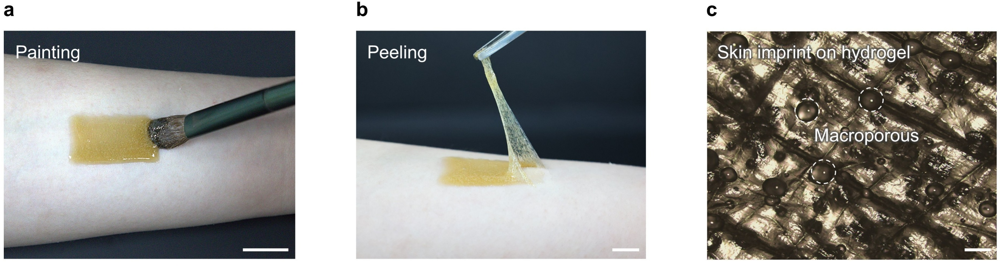 a
b
c
Painting
Peeling
Skin imprint on hydrogel
Macroporous